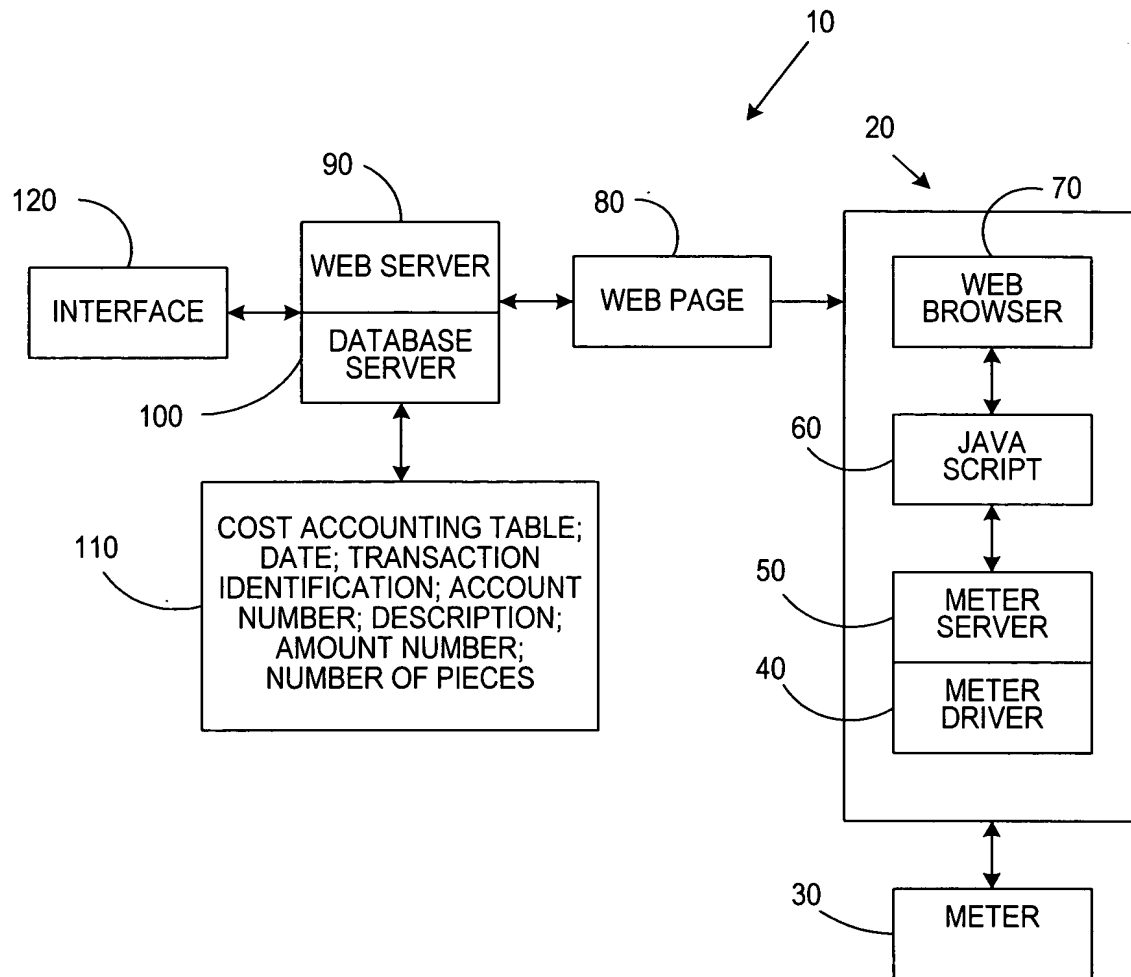 10
20
90
70
120
80
WEB SERVER
INTERFACE
WEB PAGE
WEB
BROWSER
DATABASE
SERVER
100
60
JAVA
SCRIPT
110
COST ACCOUNTING TABLE;
DATE; TRANSACTION
IDENTIFICATION; ACCOUNT
NUMBER; DESCRIPTION;
AMOUNT NUMBER;
NUMBER OF PIECES
50
METER
SERVER
40
METER
DRIVER
30
METER